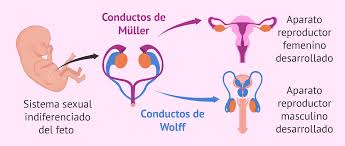 Conductos de
Müller
Aparato
reproductor
femenino
desarrollado
Sistema sexual
indiferenciado
del feto
Conductos de
Wolff
Aparato
reproductor
masculino
desarrollado